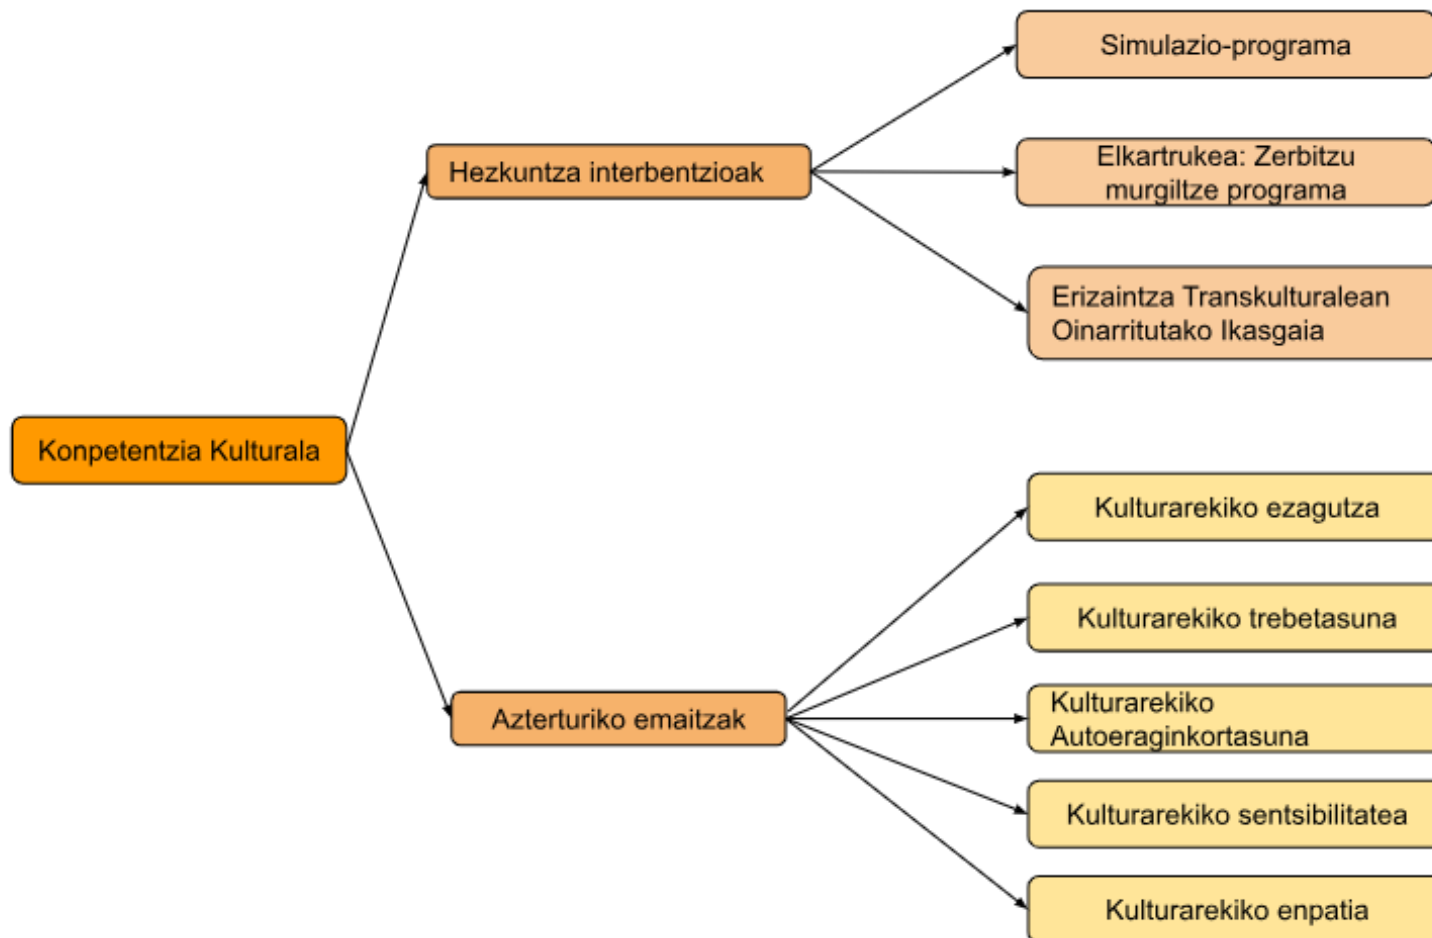 Simulazio-programa
Elkartrukea: Zerbitzu
murgiltze programa
Hezkuntza interbentzioak
Erizaintza Transkulturalean
Oinarritutako Ikasgaia
Konpetentzia Kulturala
Kulturarekiko ezagutza
Kulturarekiko trebetasuna
Kulturarekiko
Autoeraginkortasuna
Azterturiko emaitzak
Kulturarekiko sentsibilitatea
Kulturarekiko enpatia